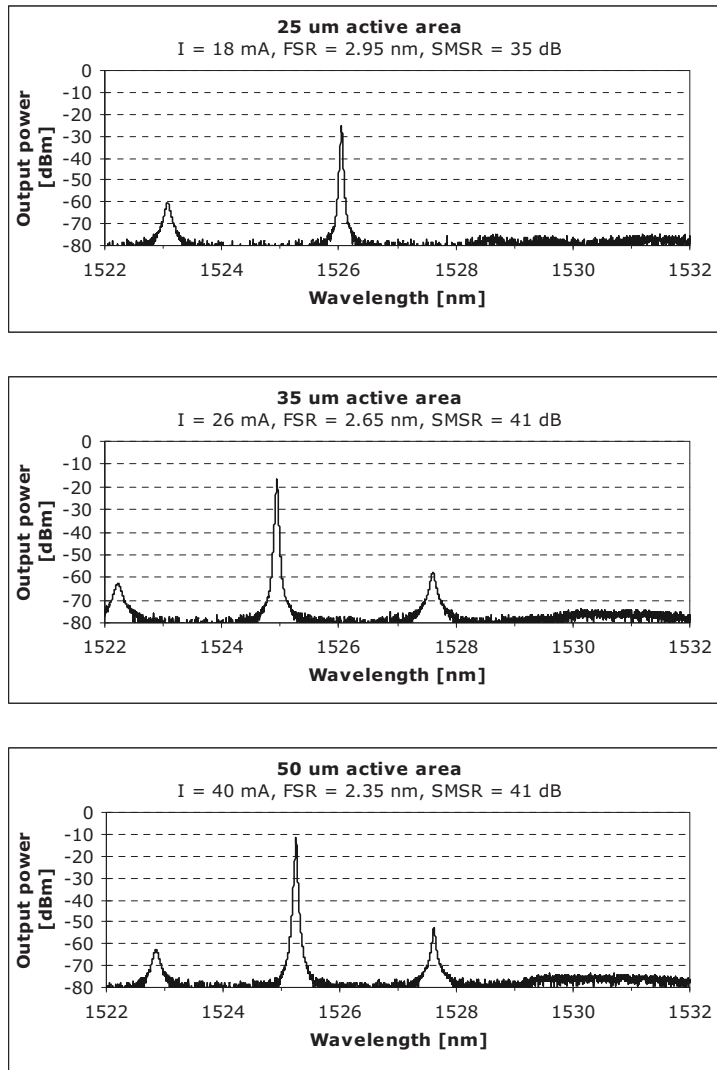 25 um active area
I = 18 mA, FSR = 2.95 nm, SMSR = 35 dB
Output power
[dBm]
0
-10
-20
-30
-40
-50
-60
-70
-80
1522 1524 1526 1528 1530 1532
Wavelength [nm]
35 um active area
I = 26 mA, FSR = 2.65 nm, SMSR = 41 dB
Output power
[dBm]
0
-10
-20
-30
-40
-50
-60
-70
-80
1522 1524 1526 1528 1530 1532
Wavelength [nm]
50 um active area
I = 40 mA, FSR = 2.35 nm, SMSR = 41 dB
Output power
[dBm]
0
-10
-20
-30
-40
-50
-60
-70
-80
1522 1524 1526 1528 1530 1532
Wavelength [nm]